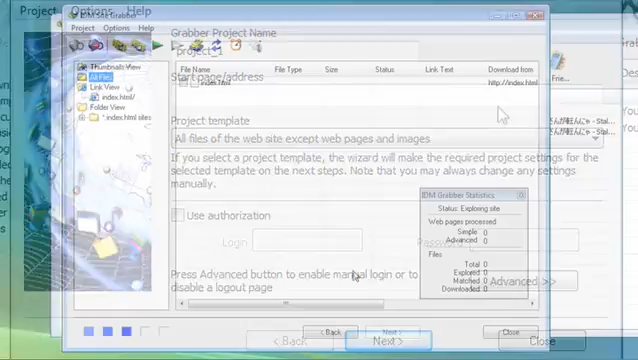 Project Options Help
IDM Site Grabber
Project Options Help
Grabber Project Name
project_1
Thumbnails View
All Files
Link View
index.html/
Folder View
*.index.html sites
File Name File Type Size Status Link Text Download from
index.html http://index.html
Start page/address
Frie...
Project template
All files of the web site except web pages and images
If you select a project template, the wizard will make the required project settings for the
selected template on the next steps. Note that you may always change any settings
manually.
Use authorization
Login
IDM Grabber Statistics
Status: Exploring site
Web pages processed
Simple 0
Advanced 0
Files
Total 0
Explored 0
Matched 0
Downloaded 0
Press Advanced button to enable manual login or to
disable a logout page
Advanced >>
< Back Next > Close
< Back Next > Close